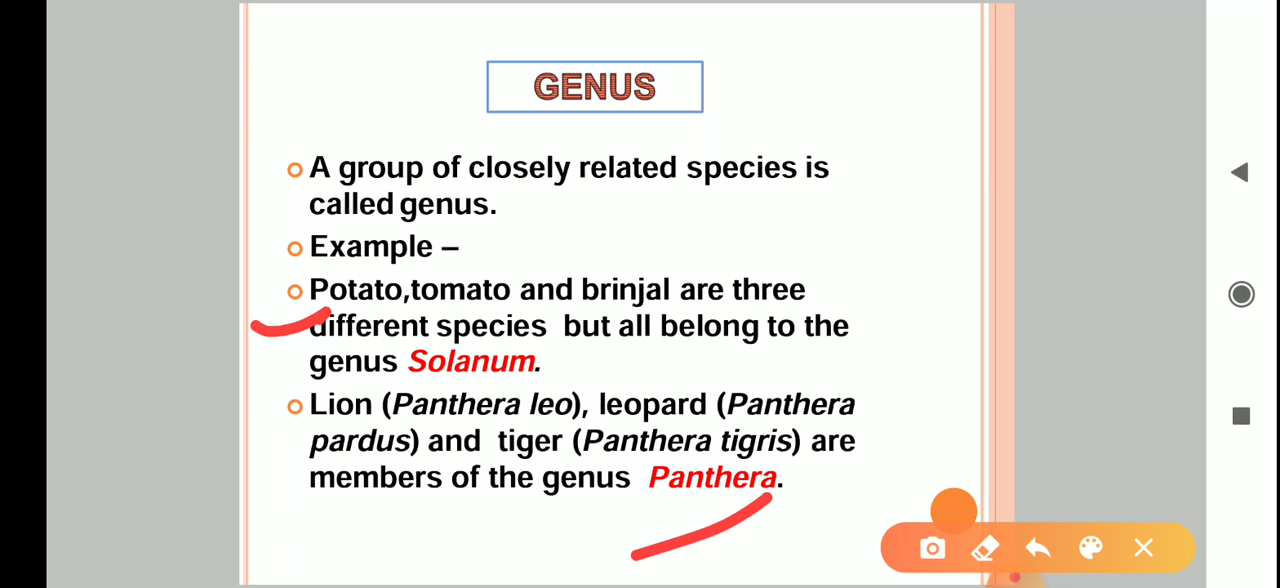 GENUS
A group of closely related species is
called genus.
Example –
Potato,tomato and brinjal are three
different species but all belong to the
genus Solanum.
Lion (Panthera leo), leopard (Panthera
pardus) and tiger (Panthera tigris) are
members of the genus Panthera.